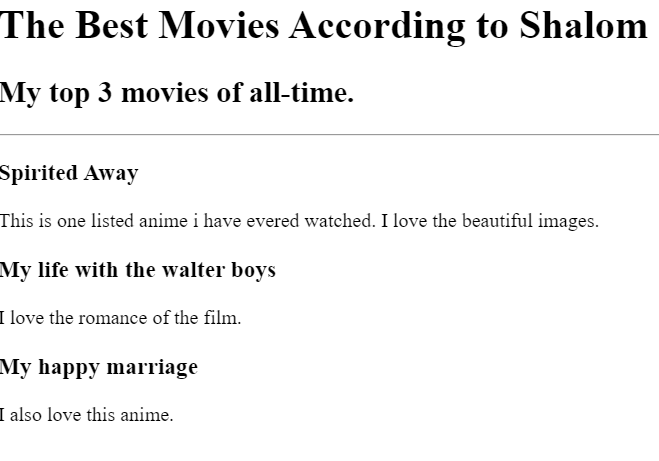 The Best Movies According to Shalom
My top 3 movies of all-time.
Spirited Away
This is one listed anime i have evered watched. I love the beautiful images.
My life with the walter boys
I love the romance of the film.
My happy marriage
I also love this anime.